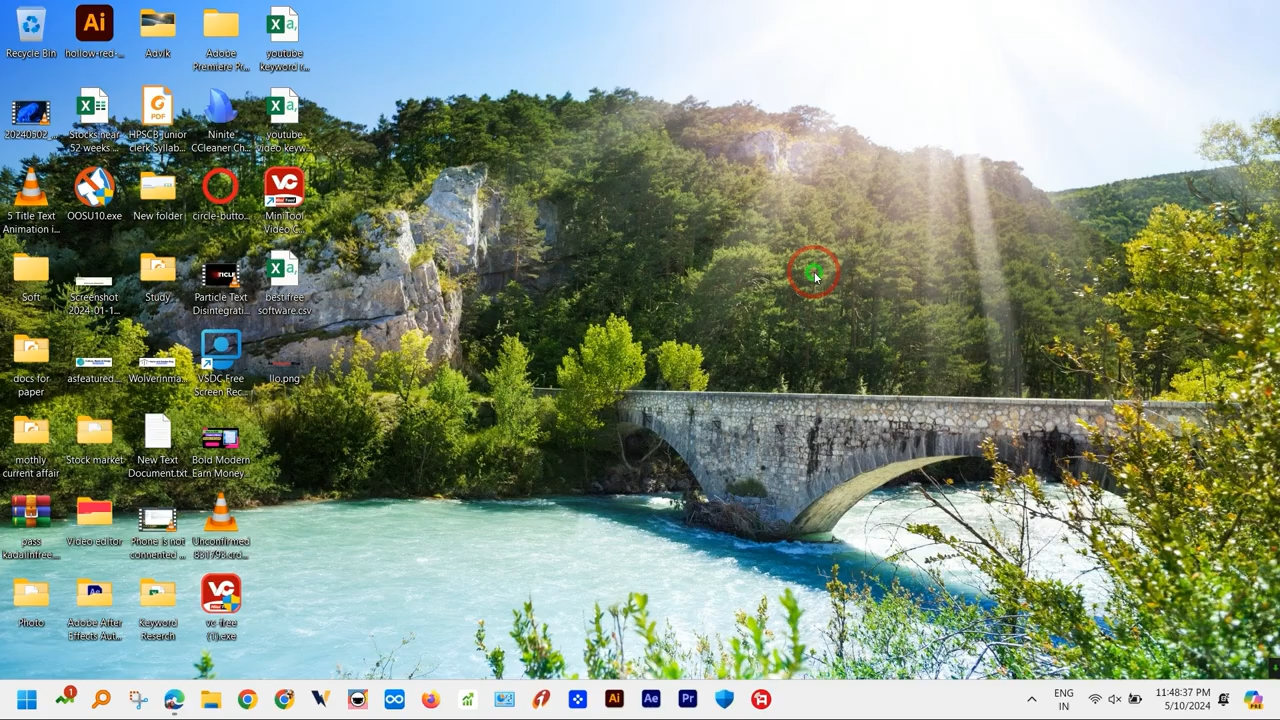 Recycle Bin
hollow-red-...
Advik
Adobe
Premiere Pr...
youtube
keyword r...
20240502_...
Stocks near
52 weeks ...
HPSCB junior
clerk Syllab...
Ninite
CCleaner Ch...
youtube
video keyw...
5 Title Text
Animation i...
OOSU10.exe
New folder
circle-butto...
MiniTool
Video C...
Soft
Screenshot
2024-01-1...
Study
Particle Text
Disintegrati...
best free
software.csv
docs for
paper
asfeatured...
Wolverinma...
VSDC Free
Screen Rec...
llo.png
mothly
current affair
Stock market
New Text
Document.txt
Bold Modern
Earn Money...
pass
kadalinfree....
Video editor
Phone is not
connented ...
Unconfirmed
831793.crd...
Photo
Adobe After
Effects Aut...
Keyword
Reserch
vc-free
(1).exe
ENG
IN
11:48:37 PM
5/10/2024